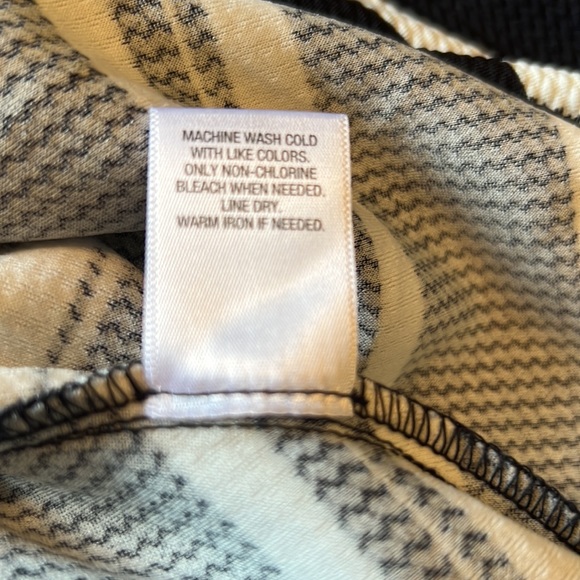 MACHINE WASH COLD
WITH LIKE COLORS.
ONLY NON-CHLORINE
BLEACH WHEN NEEDED.
LINE DRY.
WARM IRON IF NEEDED.